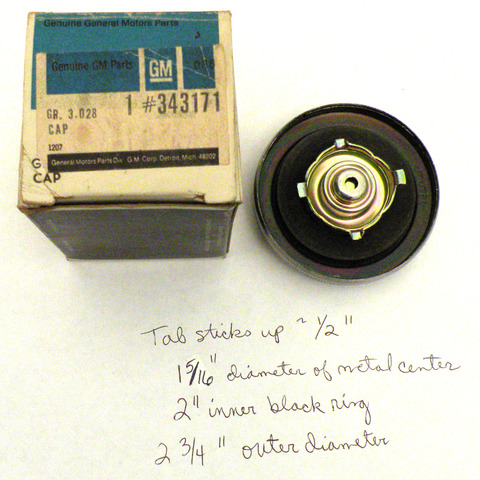 Genuine General Motors Parts
Genuine GM Parts
GM
GR. 3.028
1 #343171
CAP
1207
General Motors Parts Div. G M Corp. Detroit, Mich. 48202
G
CAP
Tab sticks up ~ 1/2"
1 5/16" diameter of metal center
2" inner black ring
2 3/4" outer diameter